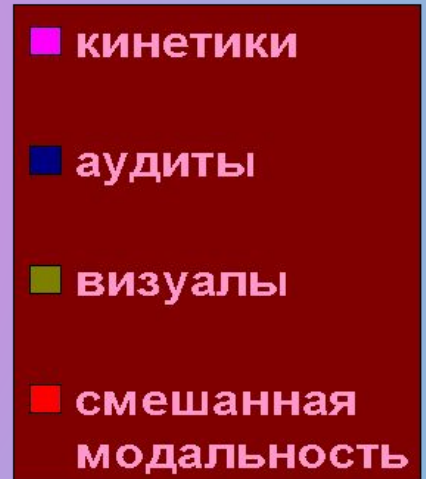 кинетики
аудиты
визуалы
смешанная
модальность